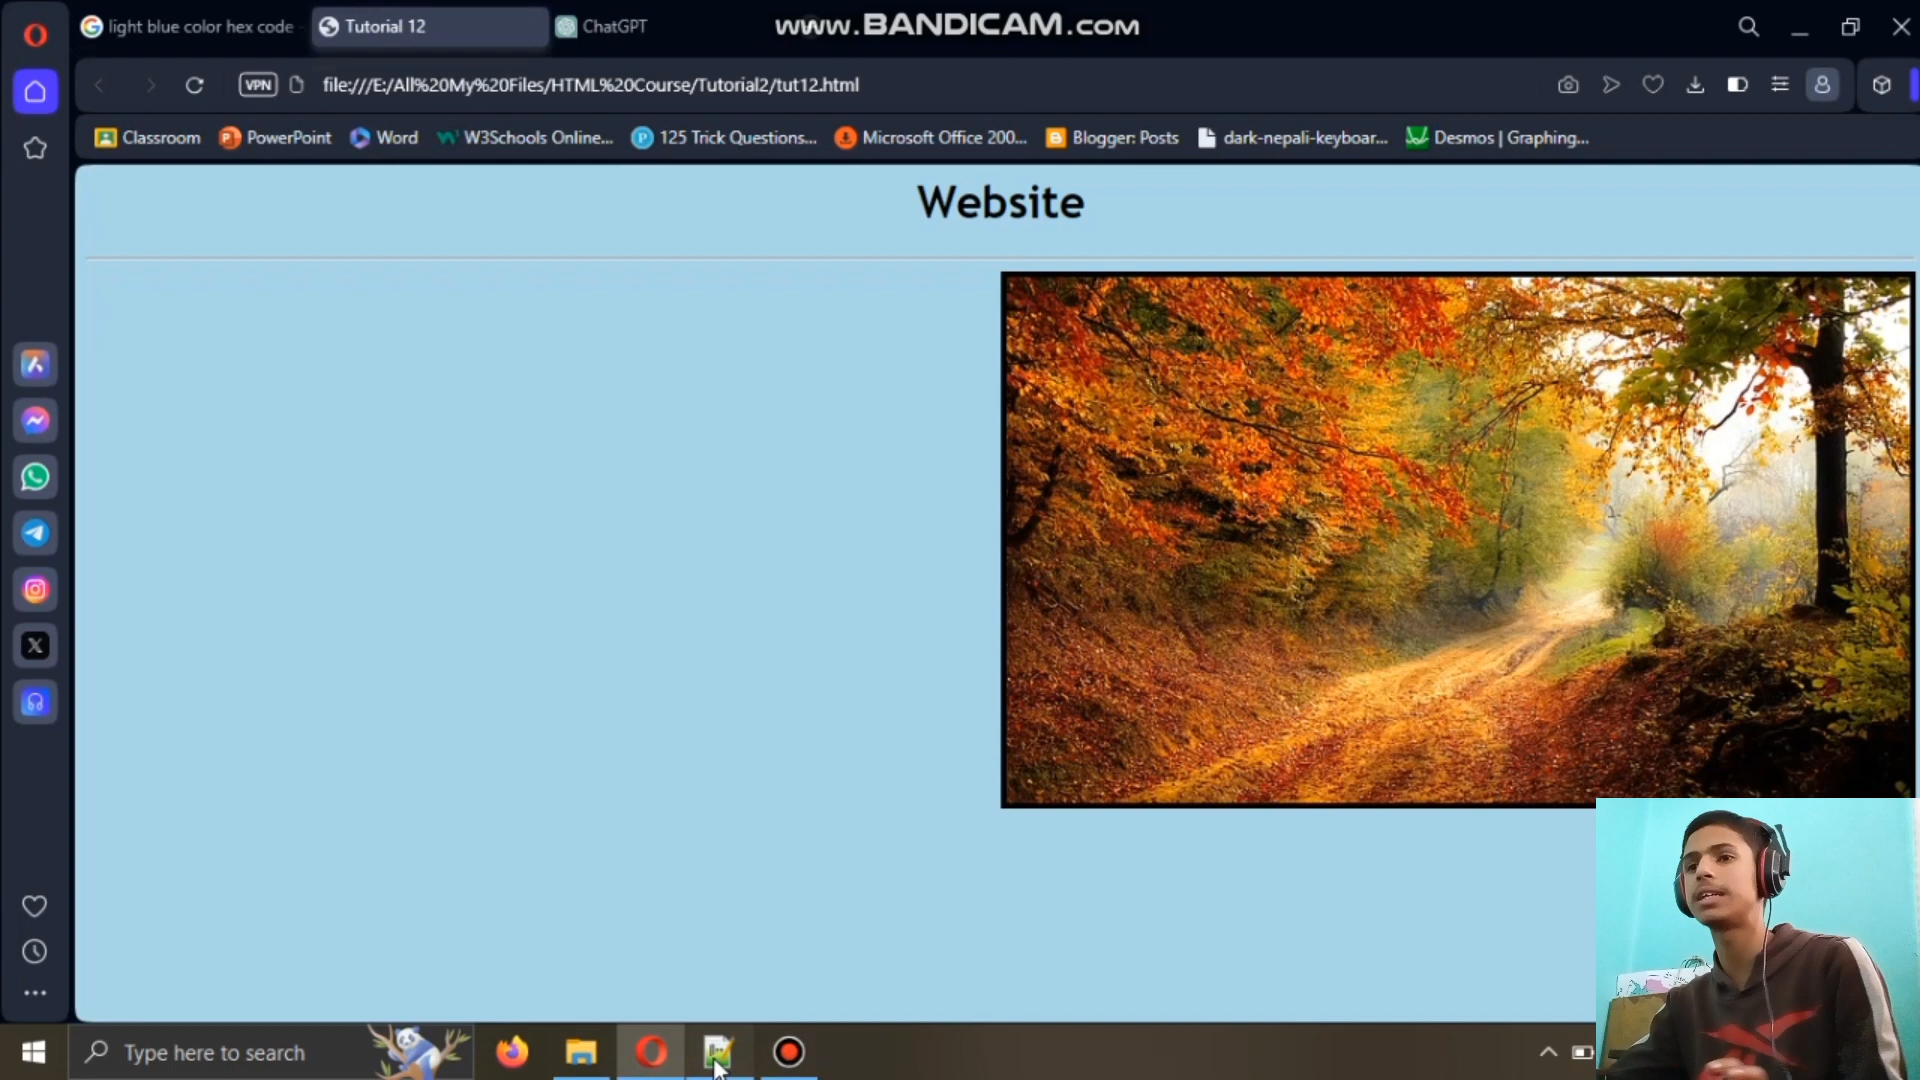 light blue color hex code
Tutorial 12
ChatGPT
www.BANDICAM.com
VPN
file:///E:/All%20My%20Files/HTML%20Course/Tutorial2/tut12.html
Classroom
PowerPoint
Word
W3Schools Online...
125 Trick Questions...
Microsoft Office 200...
Blogger: Posts
dark-nepali-keyboar...
Desmos | Graphing...
Website
Type here to search